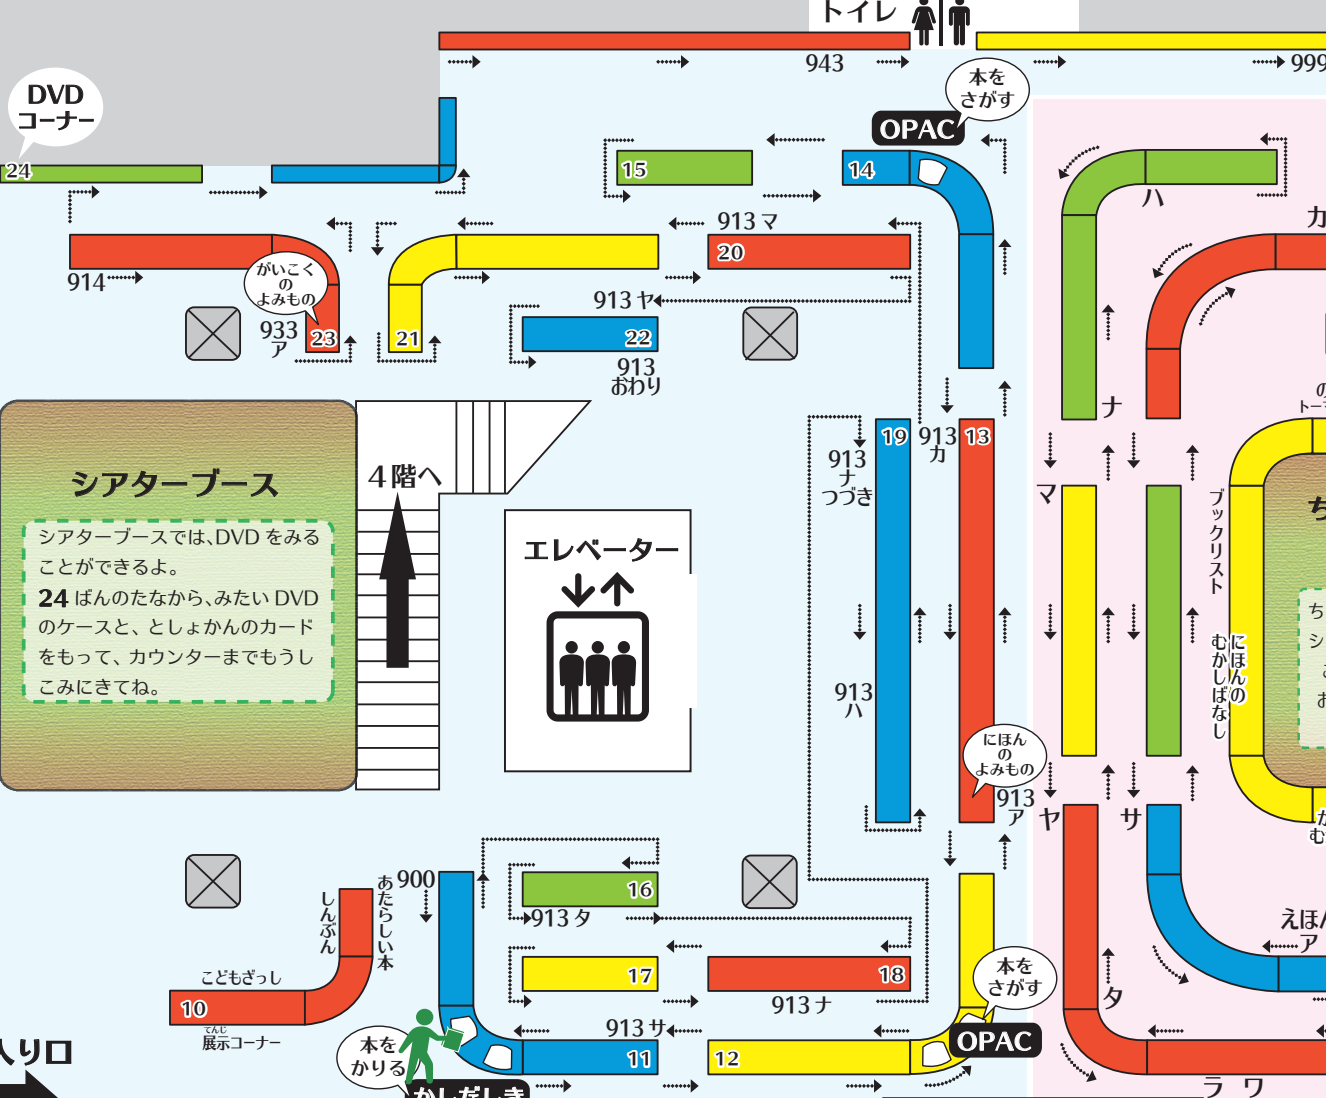 トイレ
943
999
DVD
コーナー
24
本を
さがす
OPAC
15
14
ハ
カ
913 マ
20
914
がいこく
の
よみもの
933
ア
23
21
913 ヤ
22
913
おわり
ナ
19
913
カ
13
913
ナ
つづき
シアターブース
シアターブースでは、DVD をみる
ことができるよ。
24 ばんのたなから、みたい DVD
のケースと、としょかんのカード
をもって、カウンターまでもうし
こみにきてね。
4階へ
エレベーター
マ
ブックリスト
にほんの
むかしばなし
913
ハ
にほん
の
よみもの
913
ア
ヤ
サ
900
あたらしい本
しんぶん
こどもざっし
10
てんじ
展示コーナー
16
913 タ
17
18
913 ナ
913 サ
11
12
本を
かりる
かしだしき
本を
さがす
OPAC
えほん
ア
タ
ラ ワ
入り口